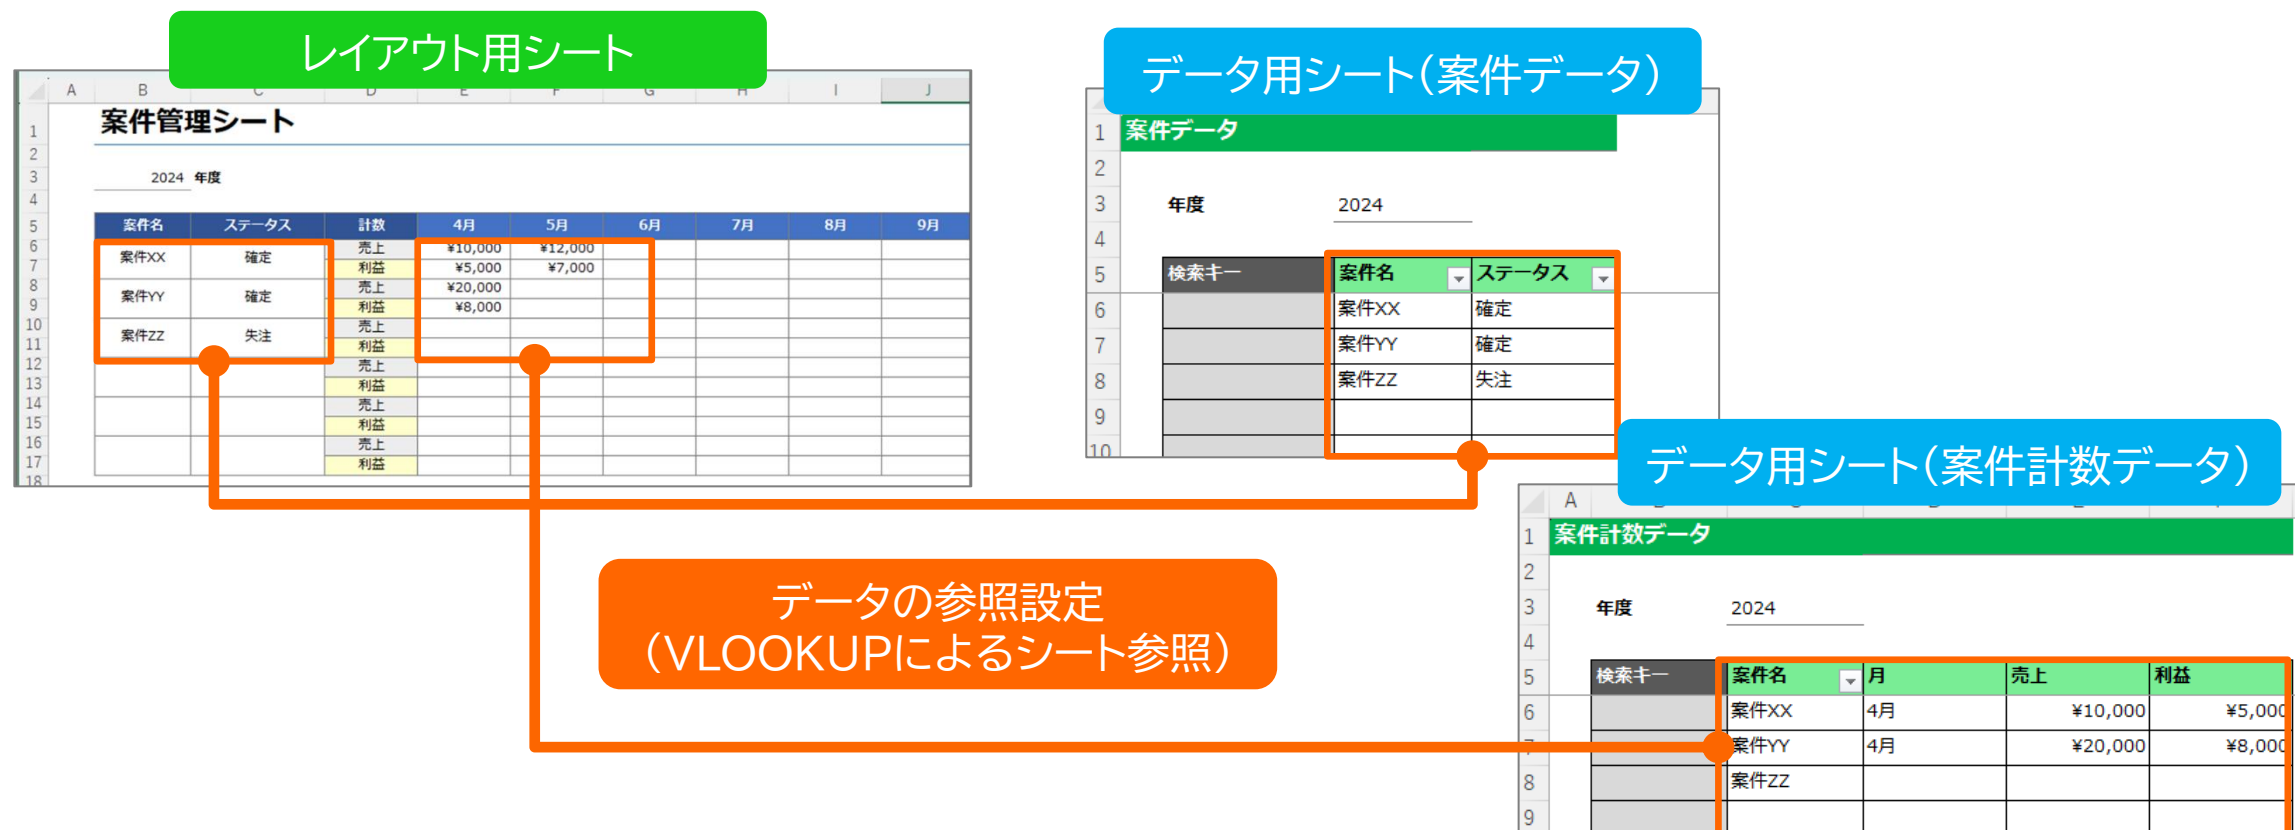 レイアウト用シート
A B C D E F G H I J
1 案件管理シート
2
3 2024 年度
4
5 案件名 ステータス 計数 4月 5月 6月 7月 8月 9月
6 案件XX 確定 売上 ¥10,000 ¥12,000
7 利益 ¥5,000 ¥7,000
8 案件YY 確定 売上 ¥20,000
9 利益 ¥8,000
10 案件ZZ 失注 売上
11 利益
12 売上
13 利益
14 売上
15 利益
16 売上
17 利益
18
データ用シート(案件データ)
1 案件データ
2
3 年度 2024
4
5 検索キー 案件名 ステータス
6 案件XX 確定
7 案件YY 確定
8 案件ZZ 失注
9
10
データの参照設定
(VLOOKUPによるシート参照)
データ用シート(案件計数データ)
A
1 案件計数データ
2
3 年度 2024
4
5 検索キー 案件名 月 売上 利益
6 案件XX 4月 ¥10,000 ¥5,000
7 案件YY 4月 ¥20,000 ¥8,000
8 案件ZZ
9